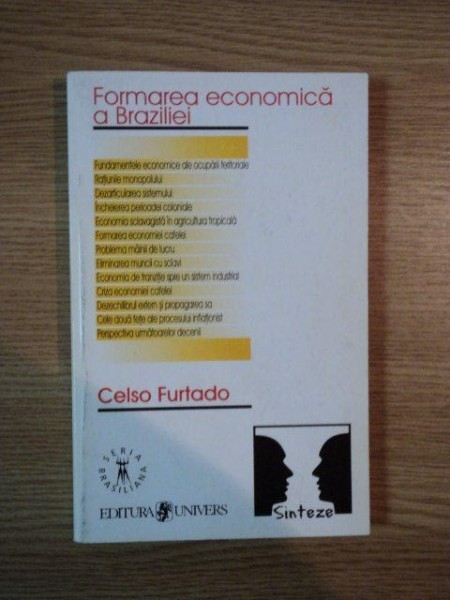 Formarea economică
a Braziliei
Fundamentele economice ale ocupării teritoriale
Rațiunile monopolului
Dezarticularea sistemului
Încheierea perioadei coloniale
Economia sclavagistă în agricultura tropicală
Formarea economiei cafelei
Problema mâinii de lucru
Eliminarea muncii cu sclavi
Economia de tranziție spre un sistem industrial
Criza economiei cafelei
Dezechilibrul extern și propagarea sa
Cele două fețe ale procesului inflaționist
Perspectiva următoarelor decenii
Celso Furtado
SERIA
BRASILIANA
EDITURA UNIVERS
Sinteze